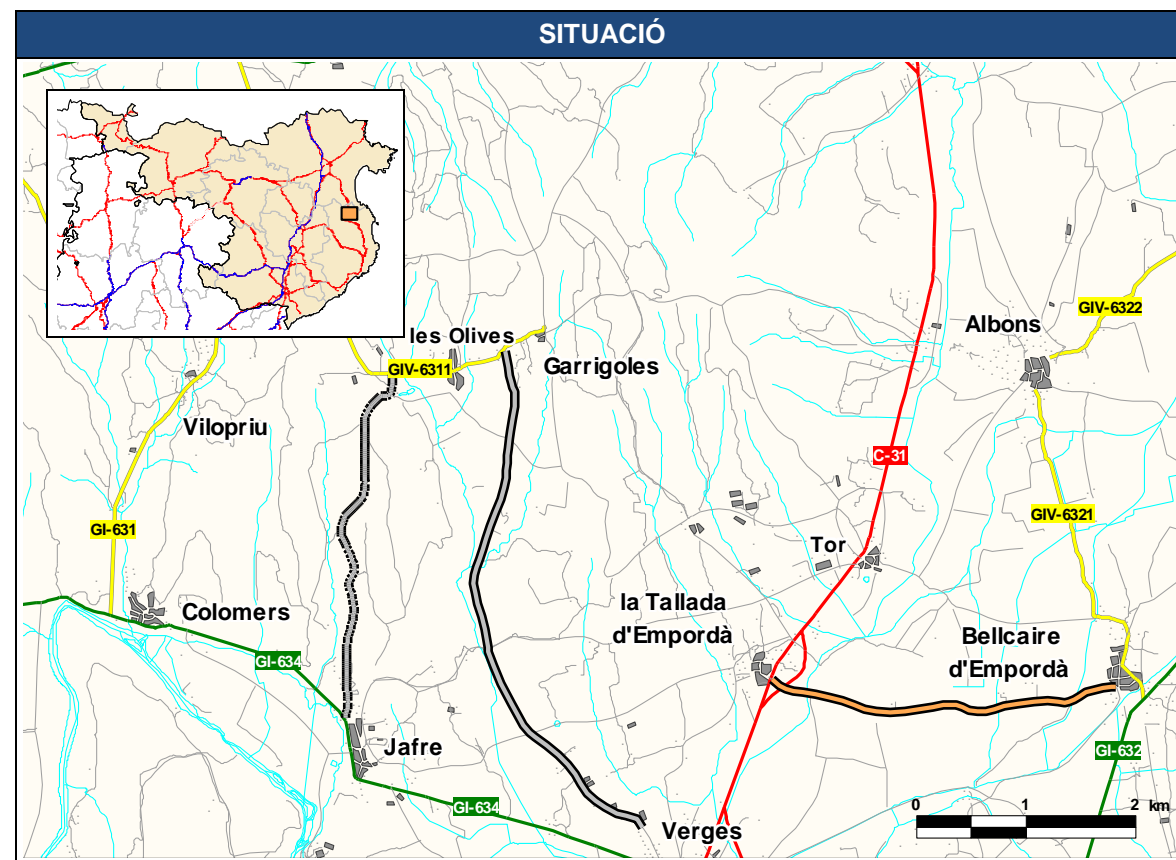 SITUACIÓ
les Olives
GIV-6311
Garrigoles
Albons
GIV-6322
Vilopriu
C-31
GI-631
GIV-6321
Tor
Colomers
la Tallada
d'Empordà
Bellcaire
d'Empordà
GI-634
Jafre
GI-632
GI-634
Verges
0 1 2 km